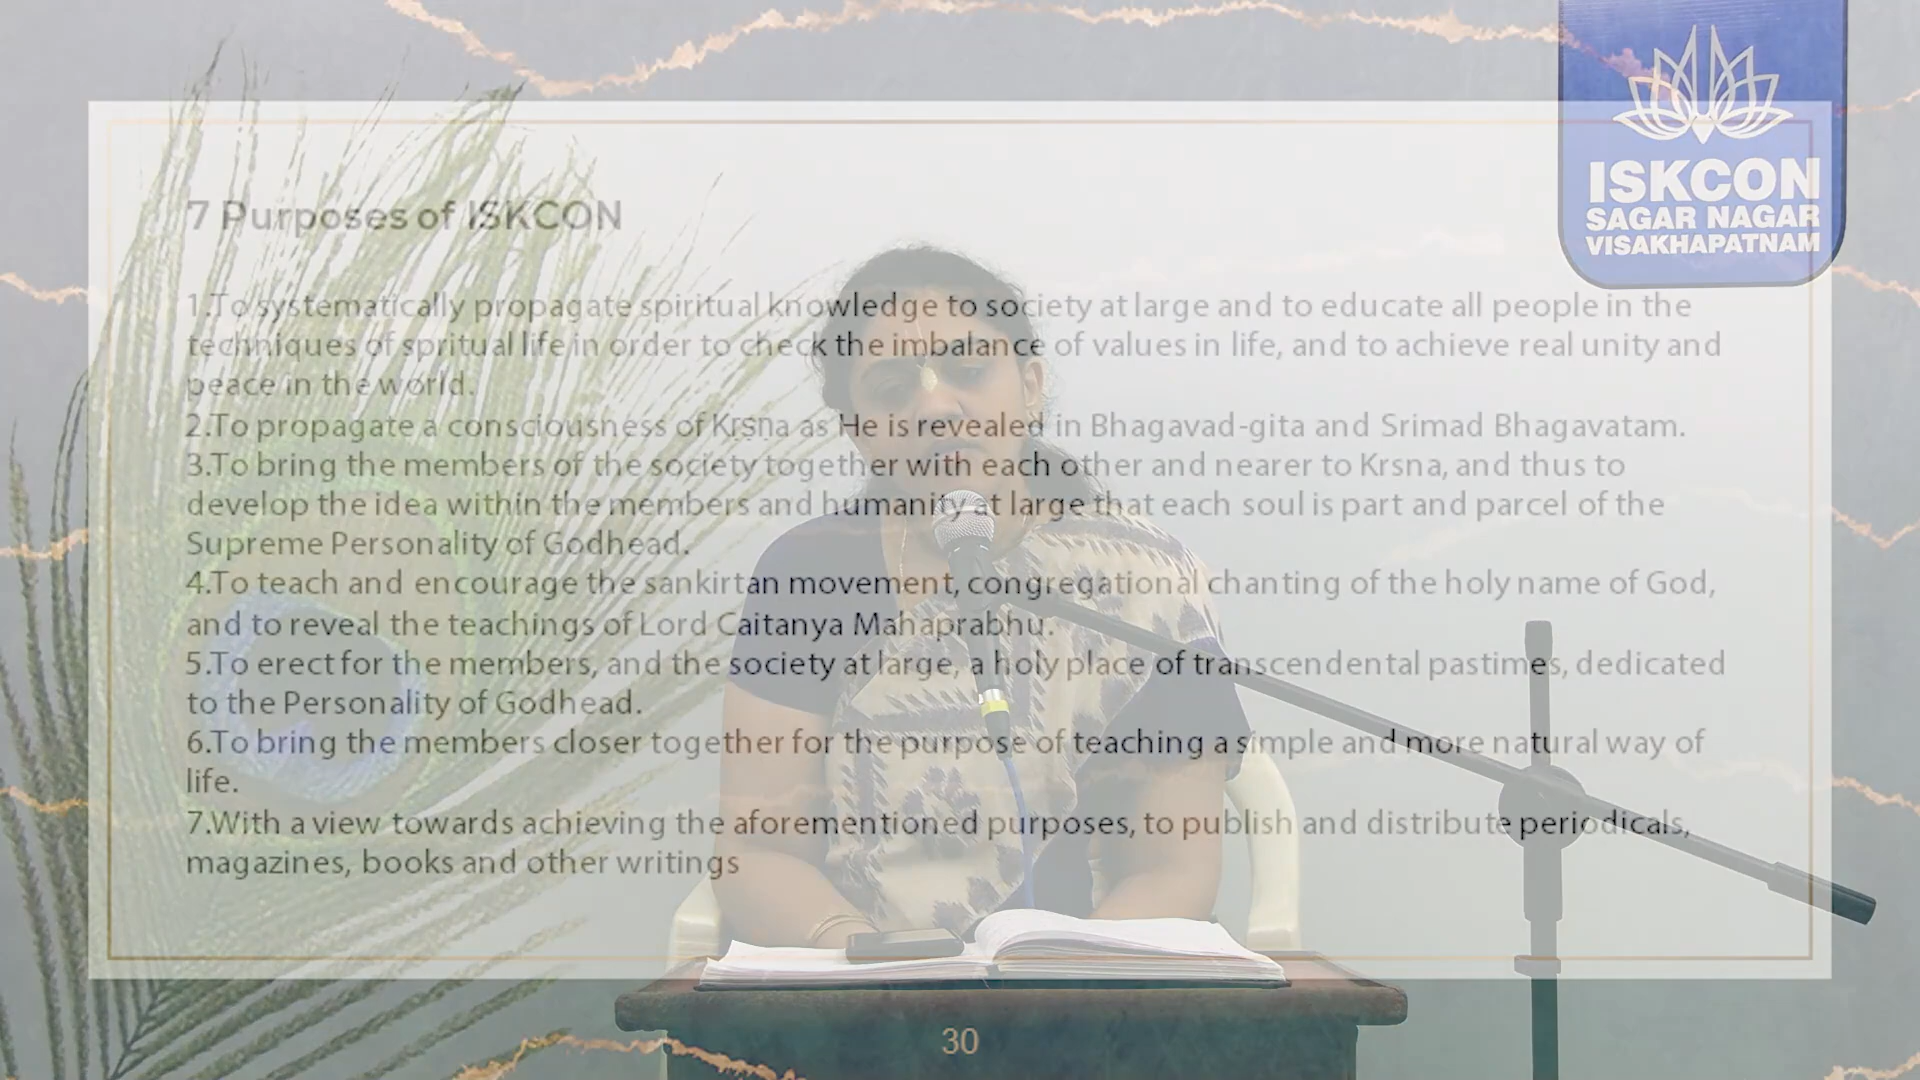 ISKCON
SAGAR NAGAR
VISAKHAPATNAM
7 Purposes of ISKCON
1.To systematically propagate spiritual knowledge to society at large and to educate all people in the
techniques of spritual life in order to check the imbalance of values in life, and to achieve real unity and
peace in the world.
2.To propagate a consciousness of Krṣṇa as He is revealed in Bhagavad-gita and Srimad Bhagavatam.
3.To bring the members of the society together with each other and nearer to Krsna, and thus to
develop the idea within the members and humanity at large that each soul is part and parcel of the
Supreme Personality of Godhead.
4.To teach and encourage the sankirtan movement, congregational chanting of the holy name of God,
and to reveal the teachings of Lord Caitanya Mahaprabhu.
5.To erect for the members, and the society at large, a holy place of transcendental pastimes, dedicated
to the Personality of Godhead.
6.To bring the members closer together for the purpose of teaching a simple and more natural way of
life.
7.With a view towards achieving the aforementioned purposes, to publish and distribute periodicals,
magazines, books and other writings
30